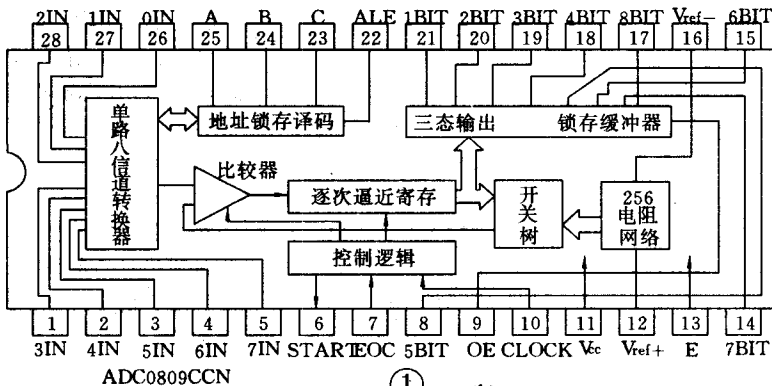 2IN 1IN 0IN A B C ALE 1BIT 2BIT 3BIT 4BIT 8BIT Vref- 6BIT
28 27 26 25 24 23 22 21 20 19 18 17 16 15
单路八信道转换器
地址锁存译码
三态输出 锁存缓冲器
比较器
逐次逼近寄存
开关树
256电阻网络
控制逻辑
1 2 3 4 5 6 7 8 9 10 11 12 13 14
3IN 4IN 5IN 6IN 7IN START EOC 5BIT OE CLOCK Vcc Vref+ E 7BIT
ADC0809CCN
①